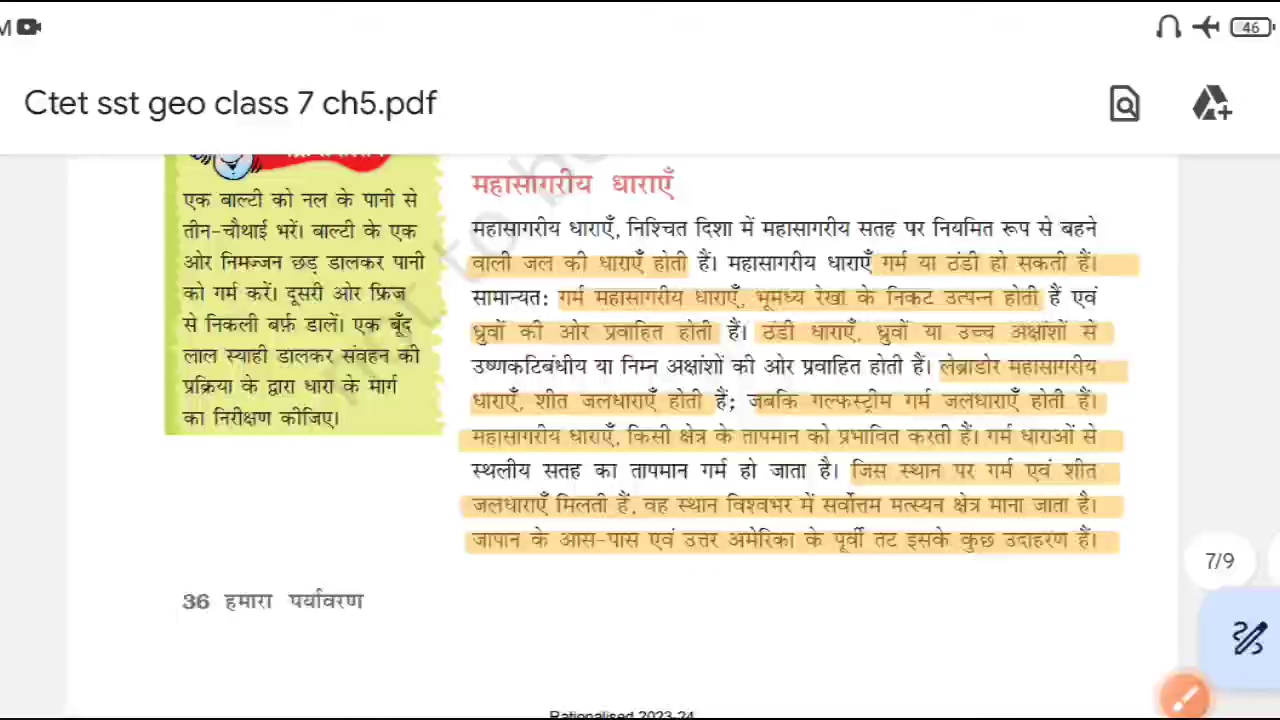 46
Ctet sst geo class 7 ch5.pdf
एक बाल्टी को नल के पानी से
तीन-चौथाई भरें। बाल्टी के एक
ओर निमज्जन छड़ डालकर पानी
को गर्म करें। दूसरी ओर फ्रिज
से निकली बर्फ़ डालें। एक बूँद
लाल स्याही डालकर संवहन की
प्रक्रिया के द्वारा धारा के मार्ग
का निरीक्षण कीजिए।
महासागरीय धाराएँ
महासागरीय धाराएँ, निश्चित दिशा में महासागरीय सतह पर नियमित रूप से बहने
वाली जल की धाराएँ होती हैं। महासागरीय धाराएँ गर्म या ठंडी हो सकती हैं।
सामान्यत: गर्म महासागरीय धाराएँ, भूमध्य रेखा के निकट उत्पन्न होती हैं एवं
ध्रुवों की ओर प्रवाहित होती हैं। ठंडी धाराएँ, ध्रुवों या उच्च अक्षांशों से
उष्णकटिबंधीय या निम्न अक्षांशों की ओर प्रवाहित होती हैं। लेब्राडोर महासागरीय
धाराएँ, शीत जलधाराएँ होती हैं; जबकि गल्फस्ट्रीम गर्म जलधाराएँ होती हैं।
महासागरीय धाराएँ, किसी क्षेत्र के तापमान को प्रभावित करती हैं। गर्म धाराओं से
स्थलीय सतह का तापमान गर्म हो जाता है। जिस स्थान पर गर्म एवं शीत
जलधाराएँ मिलती हैं, वह स्थान विश्वभर में सर्वोत्तम मत्स्यन क्षेत्र माना जाता है।
जापान के आस-पास एवं उत्तर अमेरिका के पूर्वी तट इसके कुछ उदाहरण हैं।
7/9
36 हमारा पर्यावरण
Rationalised 2023-24